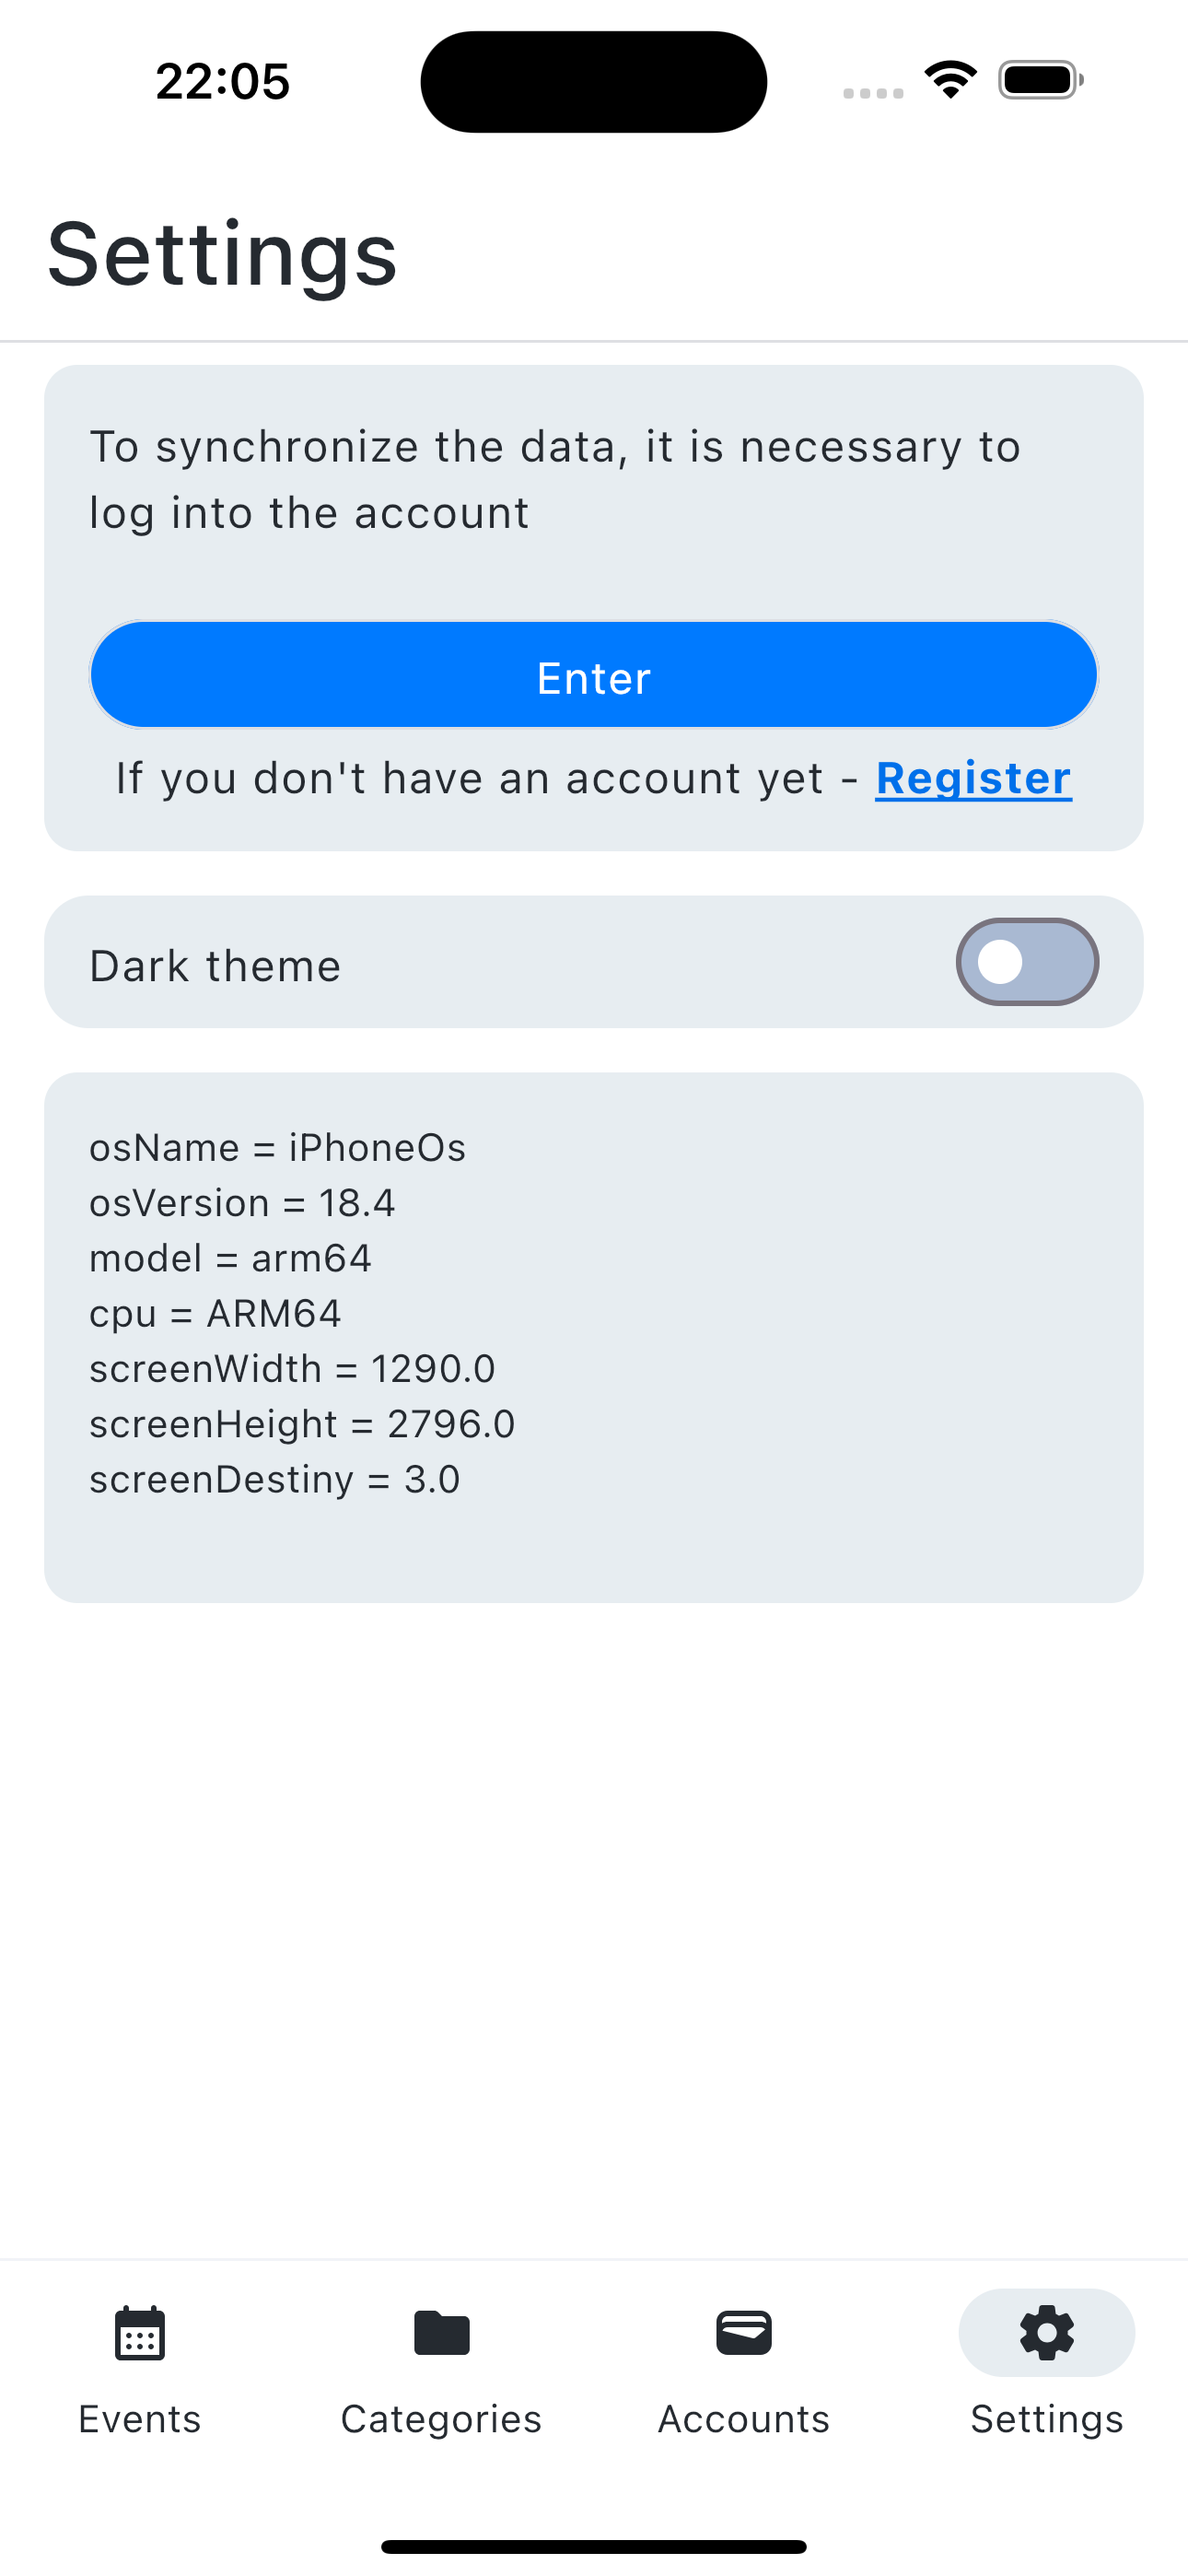 22:05
Settings
To synchronize the data, it is necessary to
log into the account
Enter
If you don't have an account yet - Register
Dark theme
osName = iPhoneOs
osVersion = 18.4
model = arm64
cpu = ARM64
screenWidth = 1290.0
screenHeight = 2796.0
screenDestiny = 3.0
Events
Categories
Accounts
Settings